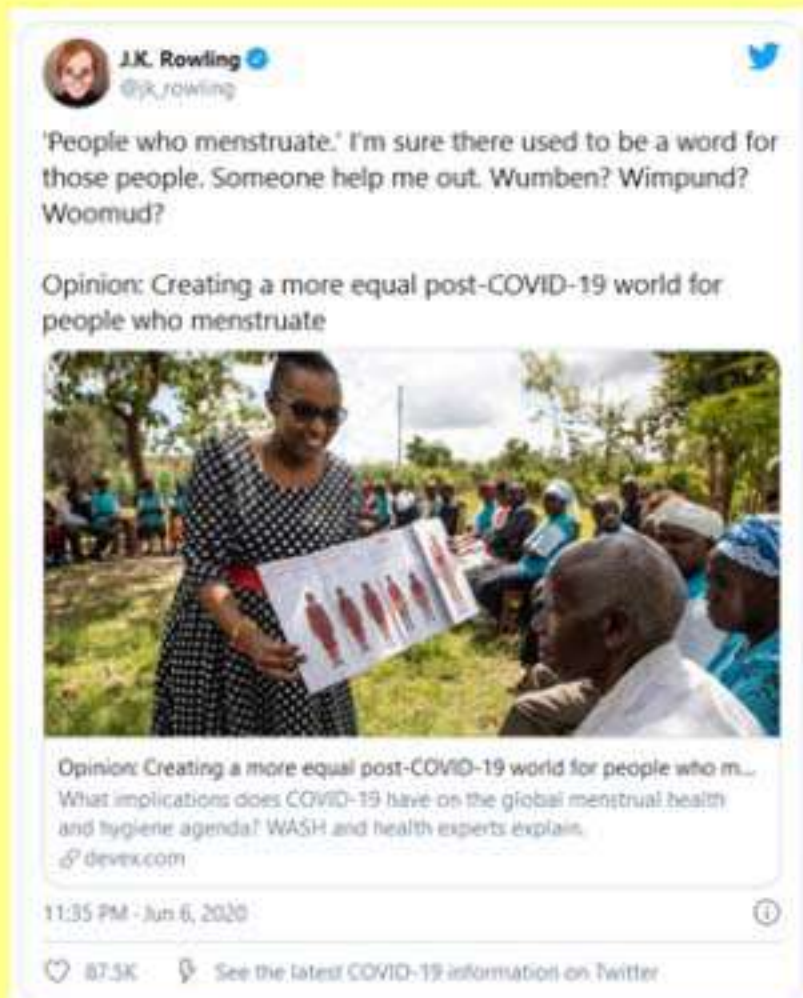 J.K. Rowling
@jk_rowling
'People who menstruate.' I'm sure there used to be a word for
those people. Someone help me out. Wumben? Wimpund?
Woomud?
Opinion: Creating a more equal post-COVID-19 world for
people who menstruate
Opinion: Creating a more equal post-COVID-19 world for people who m...
What implications does COVID-19 have on the global menstrual health
and hygiene agenda? WASH and health experts explain.
devex.com
11:35 PM · Jun 6, 2020
87.5K See the latest COVID-19 information on Twitter